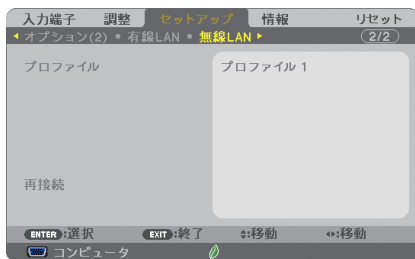 入力端子 調整 セットアップ 情報 リセット
オプション(2) • 有線LAN • 無線LAN 2/2
プロファイル プロファイル 1
再接続
ENTER:選択 EXIT:終了 :移動 :移動
コンピュータ